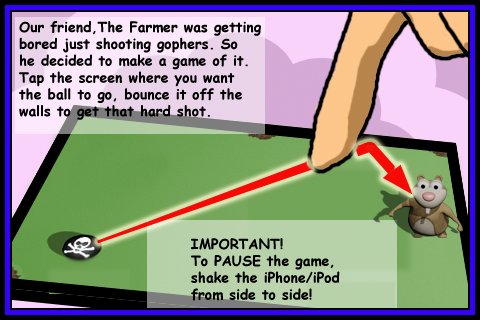 Our friend,The Farmer was getting
bored just shooting gophers. So
he decided to make a game of it.
Tap the screen where you want
the ball to go, bounce it off the
walls to get that hard shot.
IMPORTANT!
To PAUSE the game,
shake the iPhone/iPod
from side to side!